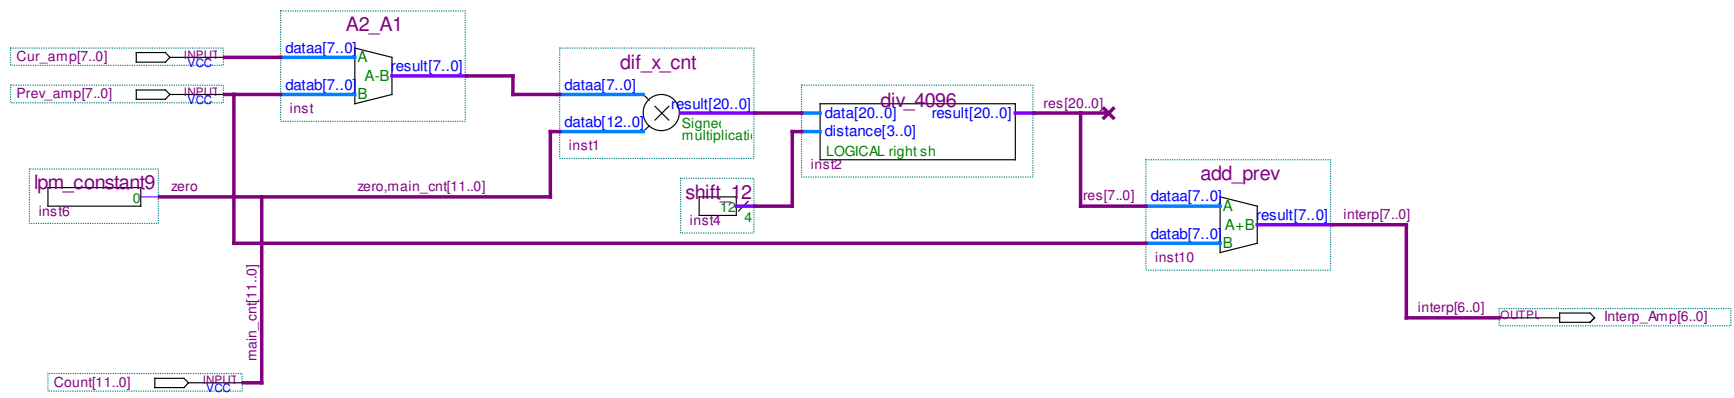 A2_A1
Cur_amp[7..0]
INPUT
VCC
dataa[7..0]
A
A-B
result[7..0]
Prev_amp[7..0]
INPUT
VCC
datab[7..0]
B
inst
dif_x_cnt
dataa[7..0]
result[20..0]
datab[12..0]
Signed
multiplicati
inst1
div_4096
data[20..0]
result[20..0]
distance[3..0]
LOGICAL right sh
inst2
res[20..0]
lpm_constant9
0
inst6
zero
zero,main_cnt[11..0]
shift_12
12
4
inst4
add_prev
res[7..0]
dataa[7..0]
A
A+B
result[7..0]
datab[7..0]
B
inst10
interp[7..0]
main_cnt[11..0]
interp[6..0]
OUTPU
Interp_Amp[6..0]
Count[11..0]
INPUT
VCC